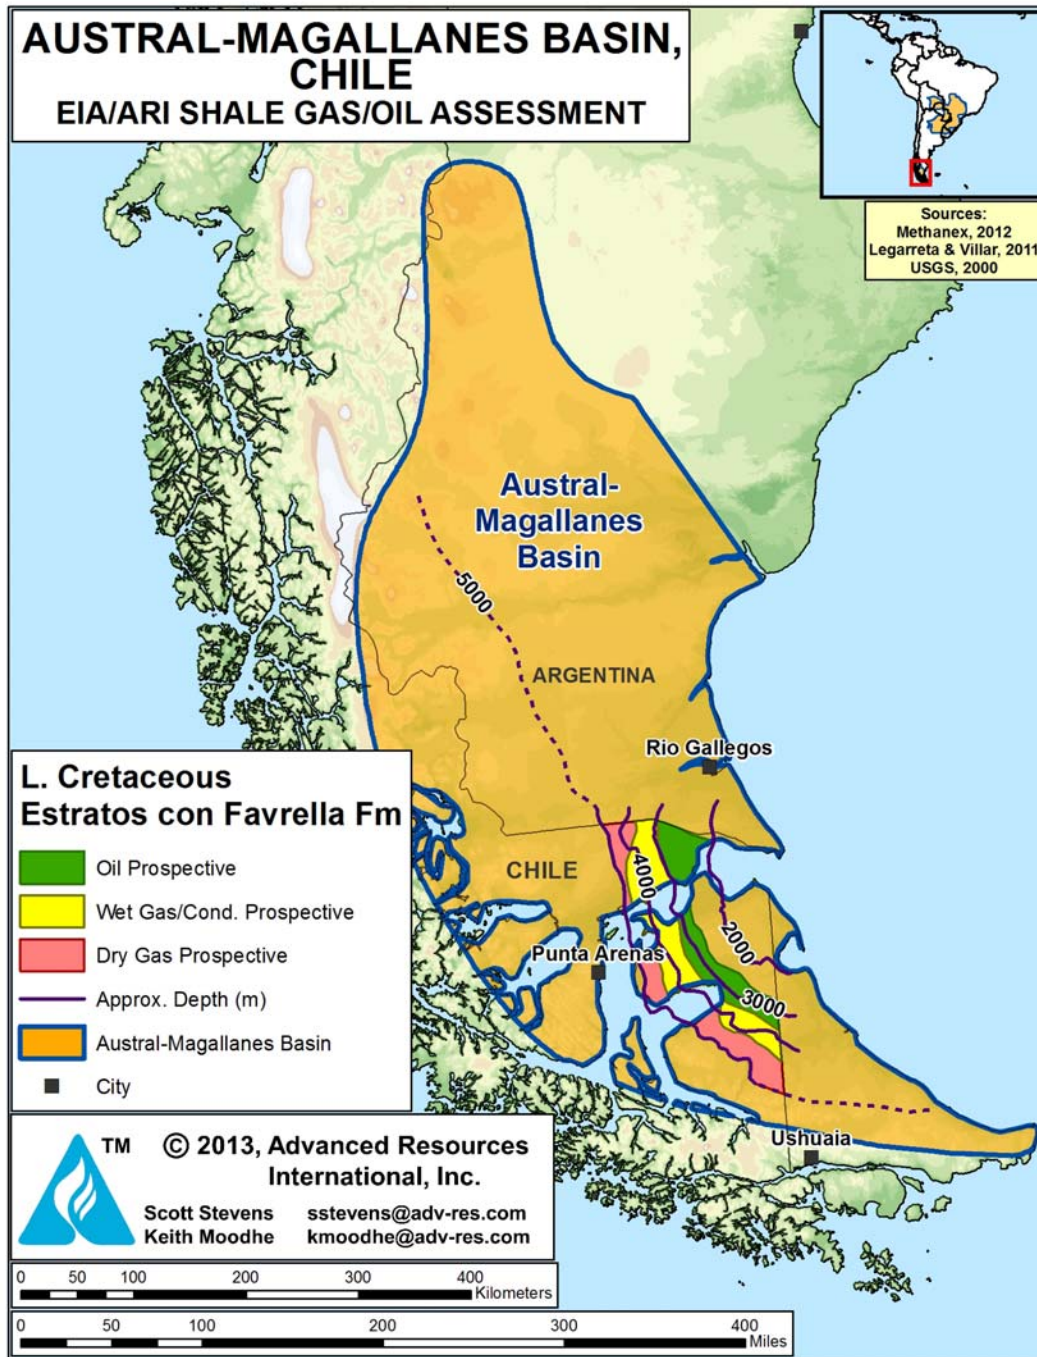 AUSTRAL-MAGALLANES BASIN,
CHILE
EIA/ARI SHALE GAS/OIL ASSESSMENT
Sources:
Methanex, 2012
Legarreta & Villar, 2011
USGS, 2000
Austral-
Magallanes
Basin
5000
ARGENTINA
Rio Gallegos
CHILE
4000
2000
Punta Arenas
3000
Ushuaia
L. Cretaceous
Estratos con Favrella Fm
Oil Prospective
Wet Gas/Cond. Prospective
Dry Gas Prospective
Approx. Depth (m)
Austral-Magallanes Basin
City
TM
© 2013, Advanced Resources
International, Inc.
Scott Stevens sstevens@adv-res.com
Keith Moodhe kmoodhe@adv-res.com
0 50 100 200 300 400
Kilometers
0 50 100 200 300 400
Miles